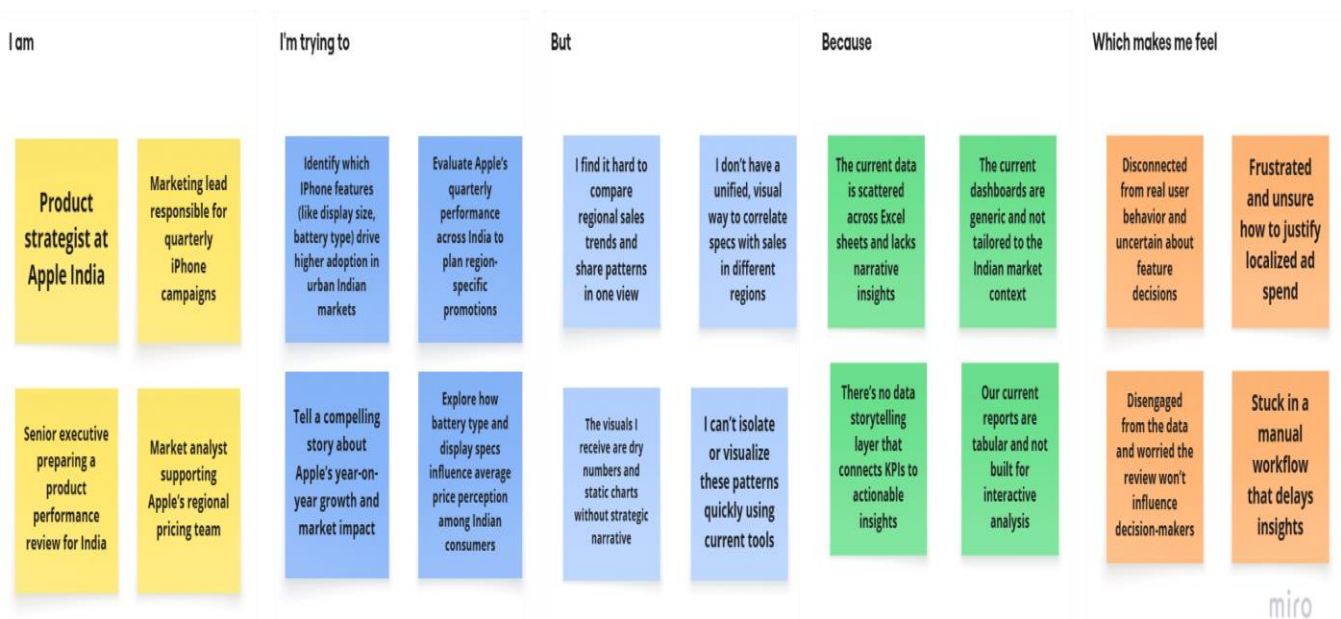 I am
I'm trying to
But
Because
Which makes me feel
Product
strategist at
Apple India
Marketing lead
responsible for
quarterly
iPhone
campaigns
Identify which
IPhone features
(like display size,
battery type) drive
higher adoption in
urban Indian
markets
Evaluate Apple's
quarterly
performance
across India to
plan region-
specific
promotions
I find it hard to
compare
regional sales
trends and
share patterns
in one view
I don't have a
unified, visual
way to correlate
specs with sales
in different
regions
The current data
is scattered
across Excel
sheets and lacks
narrative
insights
The current
dashboards are
generic and not
tailored to the
Indian market
context
Disconnected
from real user
behavior and
uncertain about
feature
decisions
Frustrated
and unsure
how to justify
localized ad
spend
Senior executive
preparing a
product
performance
review for India
Market analyst
supporting
Apple's regional
pricing team
Tell a compelling
story about
Apple's year-on-
year growth and
market impact
Explore how
battery type and
display specs
influence average
price perception
among Indian
consumers
The visuals I
receive are dry
numbers and
static charts
without strategic
narrative
I can't isolate
or visualize
these patterns
quickly using
current tools
There's no data
storytelling
layer that
connects KPIs to
actionable
insights
Our current
reports are
tabular and not
built for
interactive
analysis
Disengaged
from the data
and worried the
review won't
influence
decision-makers
Stuck in a
manual
workflow
that delays
insights
miro